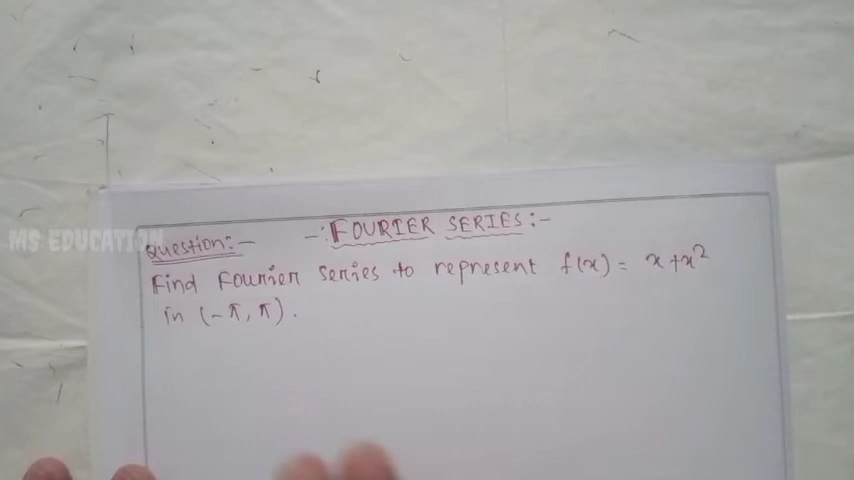 MS EDUCATION
-: FOURIER SERIES :-
Question:-
Find Fourier series to represent f(x) = x+x²
in (-π, π).